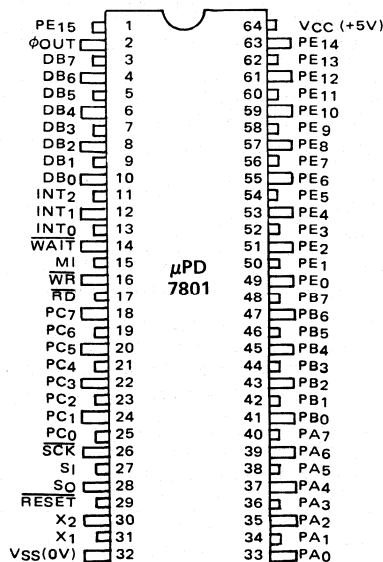 PE15 1 64 VCC (+5V)
ϕOUT 2 63 PE14
DB7 3 62 PE13
DB6 4 61 PE12
DB5 5 60 PE11
DB4 6 59 PE10
DB3 7 58 PE9
DB2 8 57 PE8
DB1 9 56 PE7
DB0 10 55 PE6
INT2 11 54 PE5
INT1 12 53 PE4
INT0 13 52 PE3
WAIT 14 51 PE2
MI 15 50 PE1
WR 16 49 PE0
RD 17 48 PB7
PC7 18 47 PB6
PC6 19 46 PB5
PC5 20 45 PB4
PC4 21 44 PB3
PC3 22 43 PB2
PC2 23 42 PB1
PC1 24 41 PB0
PC0 25 40 PA7
SCK 26 39 PA6
SI 27 38 PA5
SO 28 37 PA4
RESET 29 36 PA3
X2 30 35 PA2
X1 31 34 PA1
VSS(0V) 32 33 PA0
μPD
7801